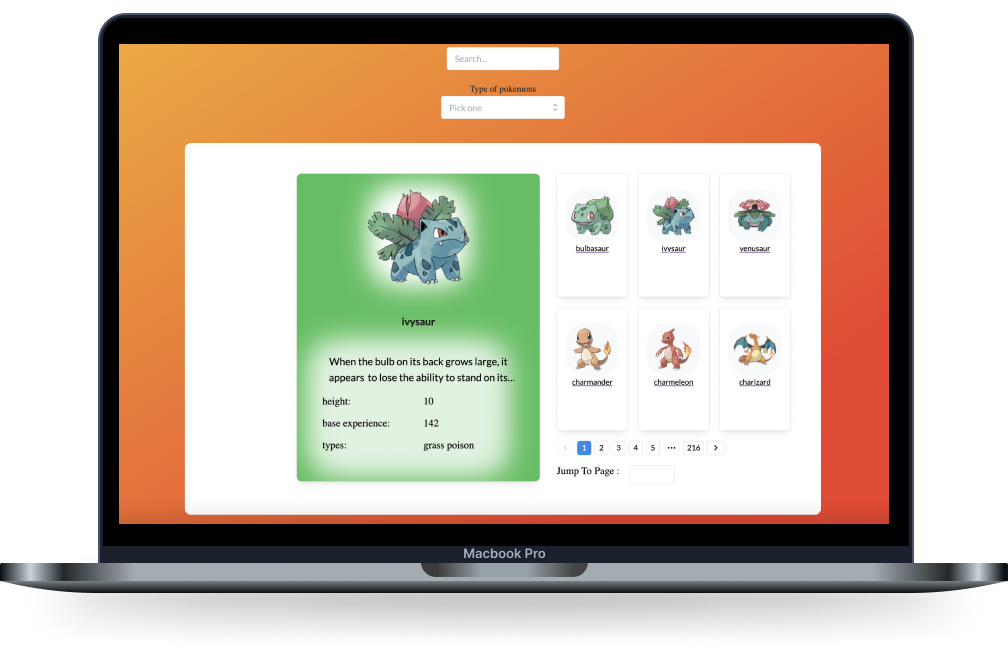 Search...
Type of pokemons
Pick one
ivysaur
When the bulb on its back grows large, it
appears to lose the ability to stand on its...
height: 10
base experience: 142
types: grass poison
bulbasaur ivysaur venusaur
charmander charmeleon charizard
1 2 3 4 5 ••• 216
Jump To Page :
Macbook Pro